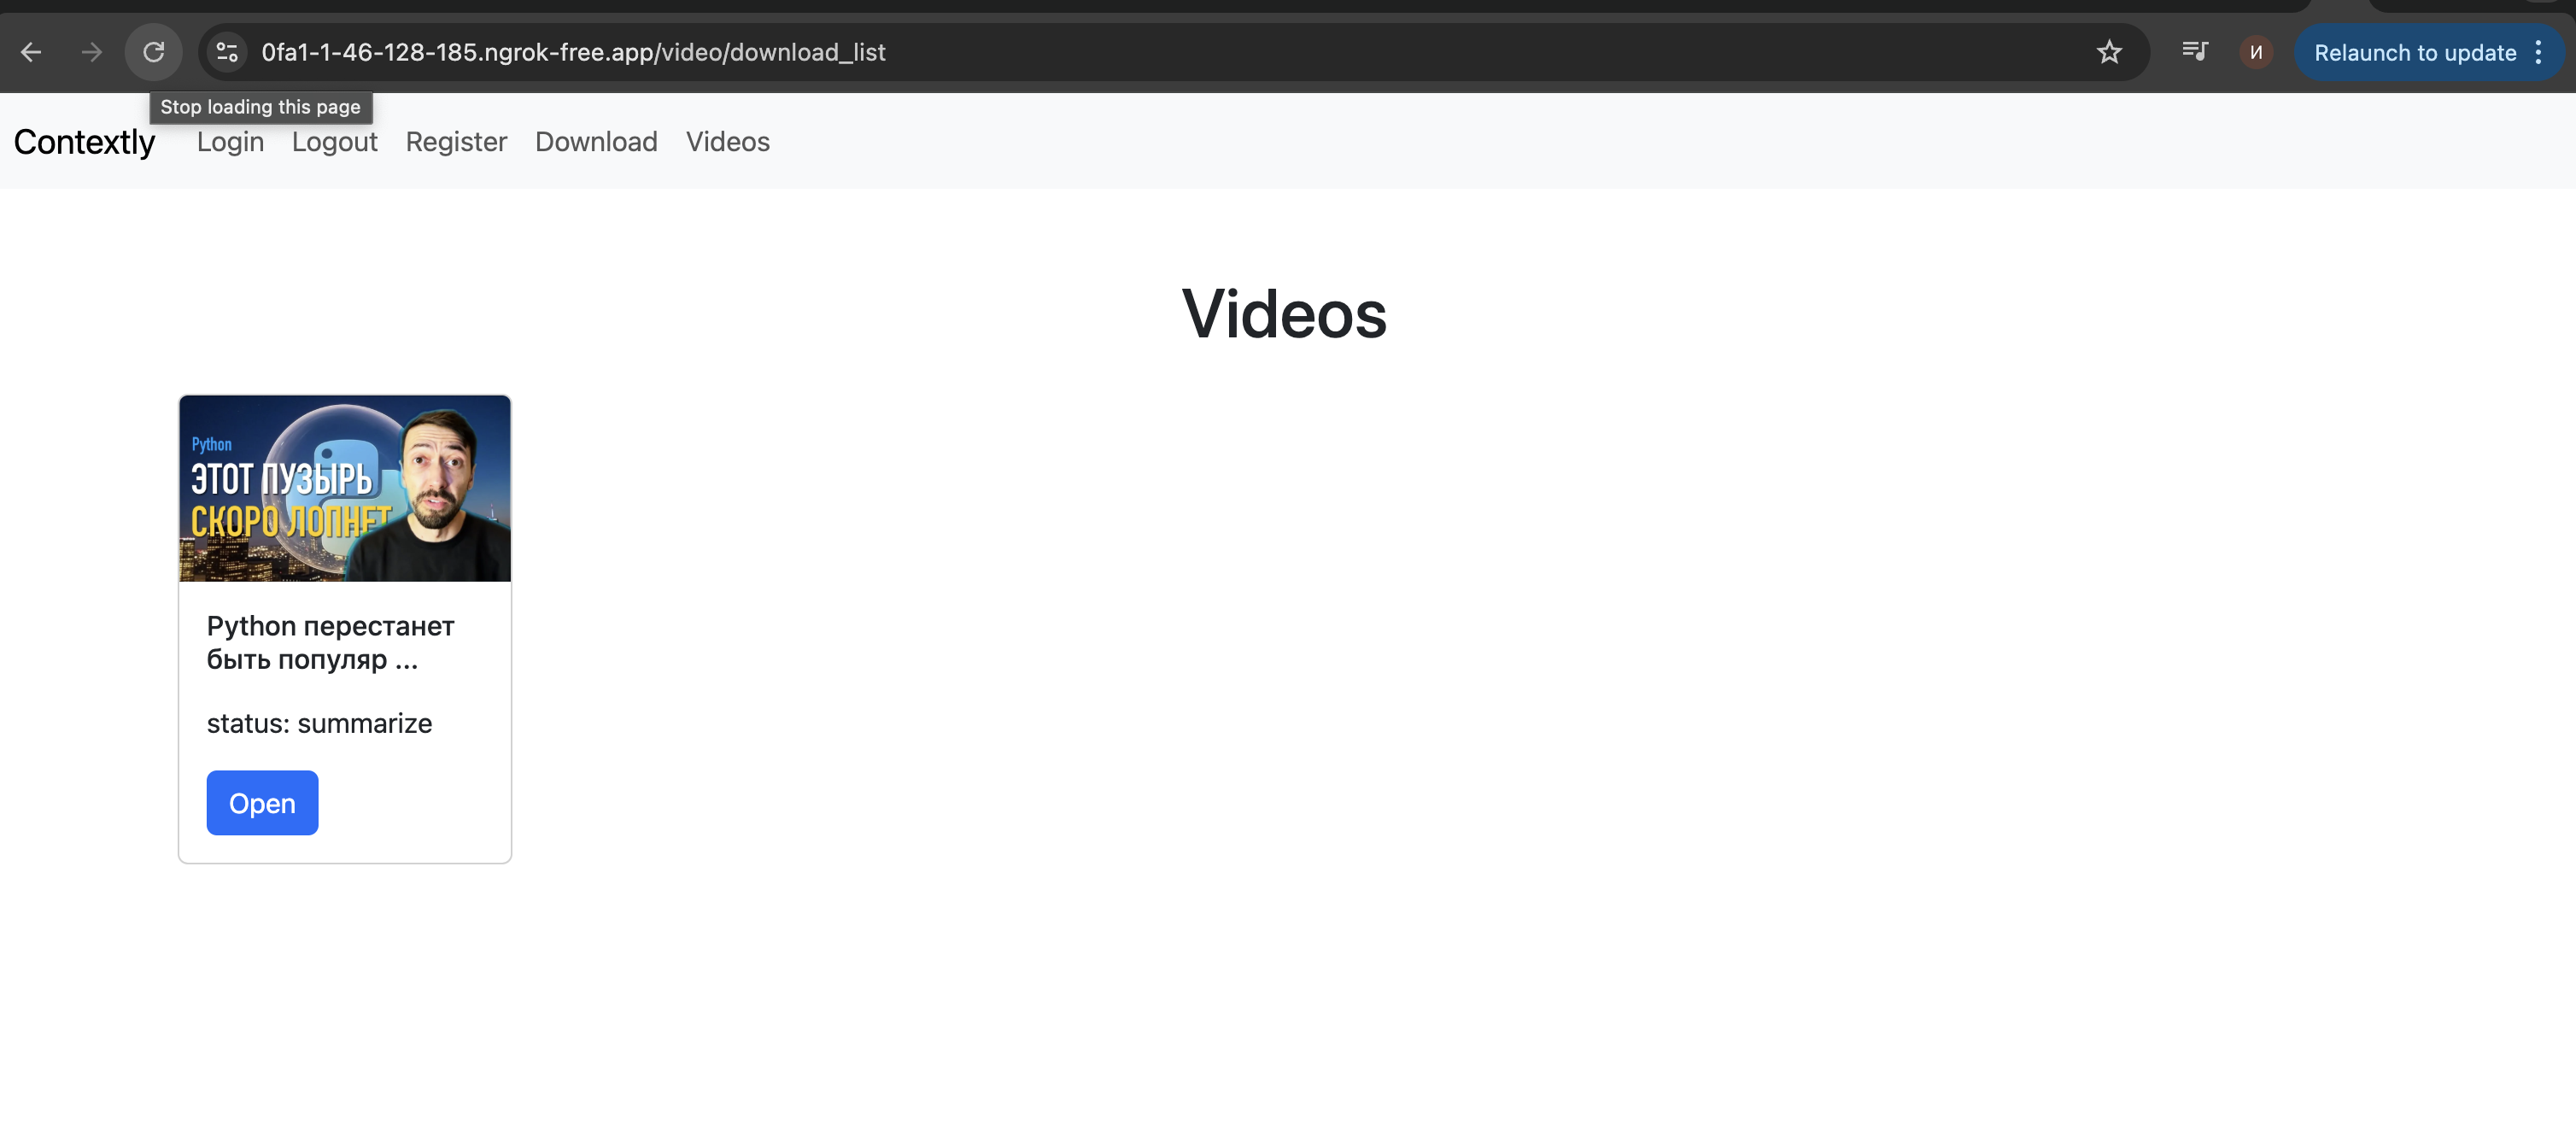 0fa1-1-46-128-185.ngrok-free.app/video/download_list
И
Relaunch to update
Stop loading this page
Contextly Login Logout Register Download Videos
Videos
Python
ЭТОТ ПУЗЫРЬ
СКОРО ЛОПНЕТ
Python перестанет
быть популяр ...
status: summarize
Open